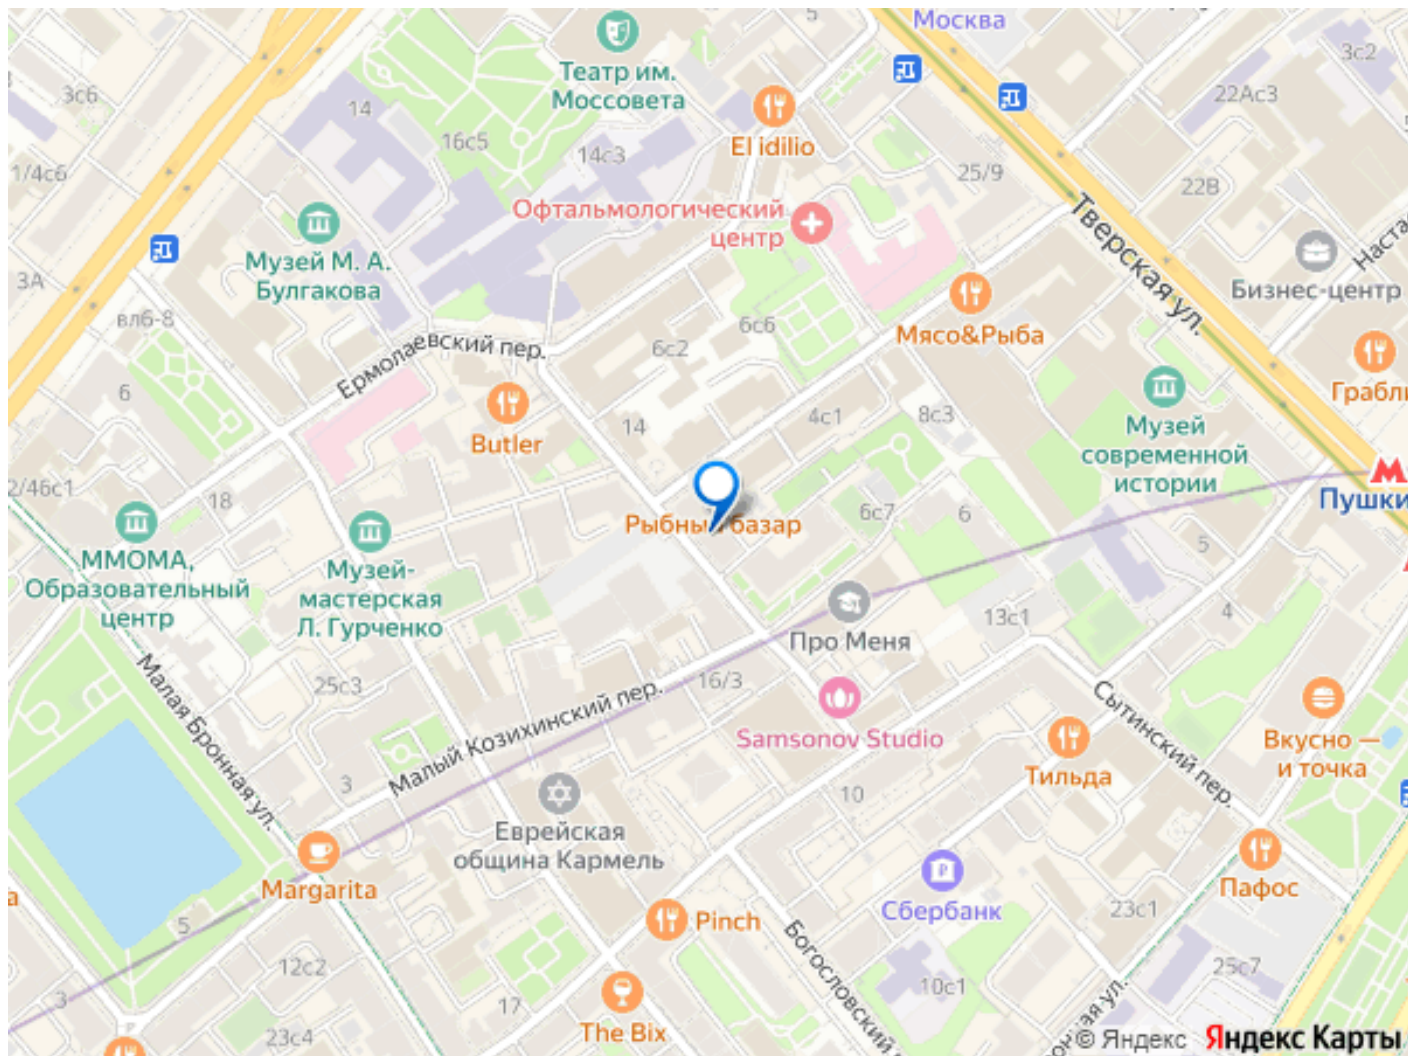 Москва
5
Театр им.
Моссовета
3с2
3с6
14
22Ас3
16с5
14с3
El idilio
25/9
1/4с6
22В
Офтальмологический
центр
Тверская ул.
Музей М. А.
Булгакова
3А
Бизнес-центр
Мясо&Рыба
вл6-8
6с6
6с2
Ермолаевский пер.
6
Butler
14
4с1
8с3
Музей
современной
истории
2/46с1
18
Рыбный базар
6с7
6
5
ММОМА,
Образовательный
центр
Музей-
мастерская
Л. Гурченко
Про Меня
13с1
4
Малая Бронная ул.
25с3
Малый Козихинский пер.
16/3
Samsonov Studio
Сытинский пер.
Тильда
Вкусно —
и точка
3
10
Еврейская
община Кармель
Margarita
Сбербанк
Пафос
Pinch
23с1
5
Богословский
12с2
25с7
10с1
3
17
23с4
The Bix
© Яндекс Яндекс Карты